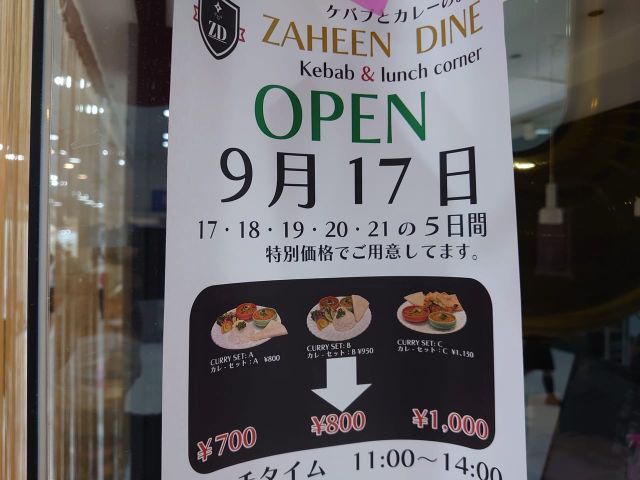 ZD
ケバブとカレーの
ZAHEEN DINE
Kebab & lunch corner
OPEN
9月17日
17・18・19・20・21の5日間
特別価格でご用意してます。
CURRY SET: A
カレ-セット:A ¥800
CURRY SET: B
カレ-セット:B ¥950
CURRY SET: C
カレ-セット:C ¥1,150
¥700
¥800
¥1,000
チタイム 11:00～14:00